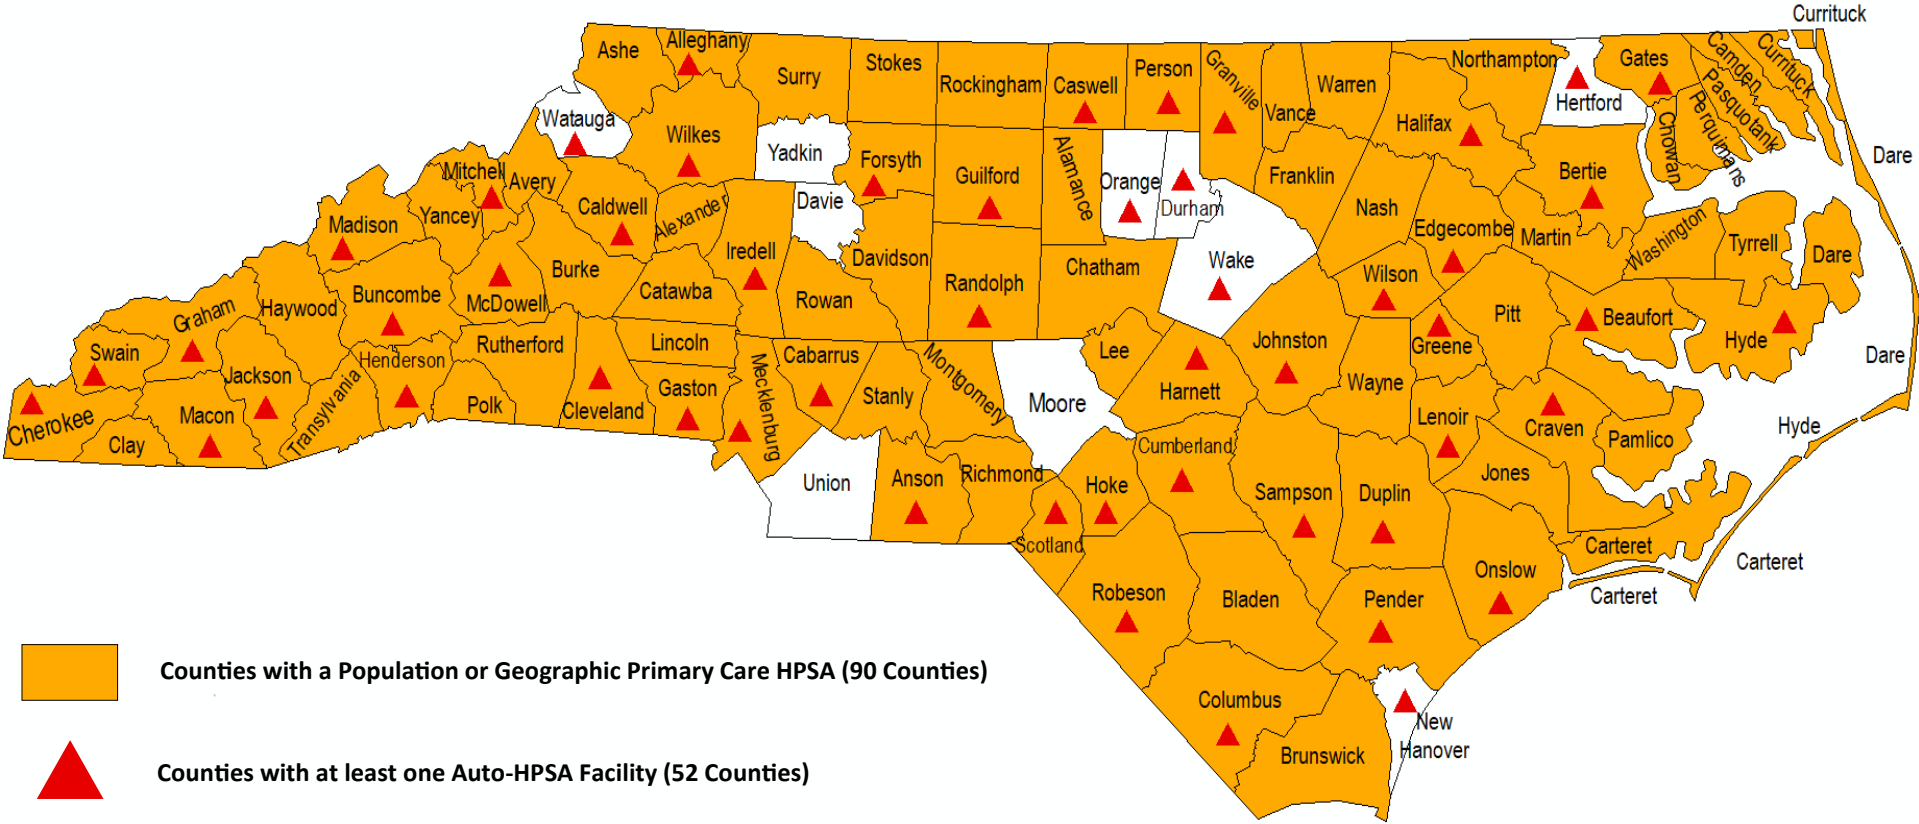 Currituck
Ashe
Alleghany
Surry
Stokes
Rockingham
Caswell
Person
Granville
Vance
Warren
Northampton
Hertford
Gates
Camden
Currituck
Pasquotank
Perquimans
Chowan
Dare
Watauga
Wilkes
Yadkin
Forsyth
Guilford
Alamance
Orange
Durham
Franklin
Halifax
Bertie
Mitchell
Avery
Caldwell
Alexander
Davie
Iredell
Davidson
Randolph
Chatham
Wake
Nash
Edgecombe
Martin
Washington
Tyrrell
Dare
Madison
Yancey
Buncombe
McDowell
Burke
Catawba
Rowan
Wilson
Pitt
Beaufort
Hyde
Dare
Graham
Haywood
Swain
Jackson
Henderson
Rutherford
Lincoln
Cabarrus
Mecklenburg
Stanly
Montgomery
Moore
Lee
Harnett
Johnston
Wayne
Greene
Cherokee
Clay
Macon
Transylvania
Polk
Cleveland
Gaston
Union
Anson
Richmond
Scotland
Hoke
Cumberland
Sampson
Duplin
Lenoir
Craven
Jones
Pamlico
Hyde
Carteret
Carteret
Carteret
Onslow
Pender
Bladen
Robeson
Columbus
Brunswick
New
Hanover
Counties with a Population or Geographic Primary Care HPSA (90 Counties)
Counties with at least one Auto-HPSA Facility (52 Counties)